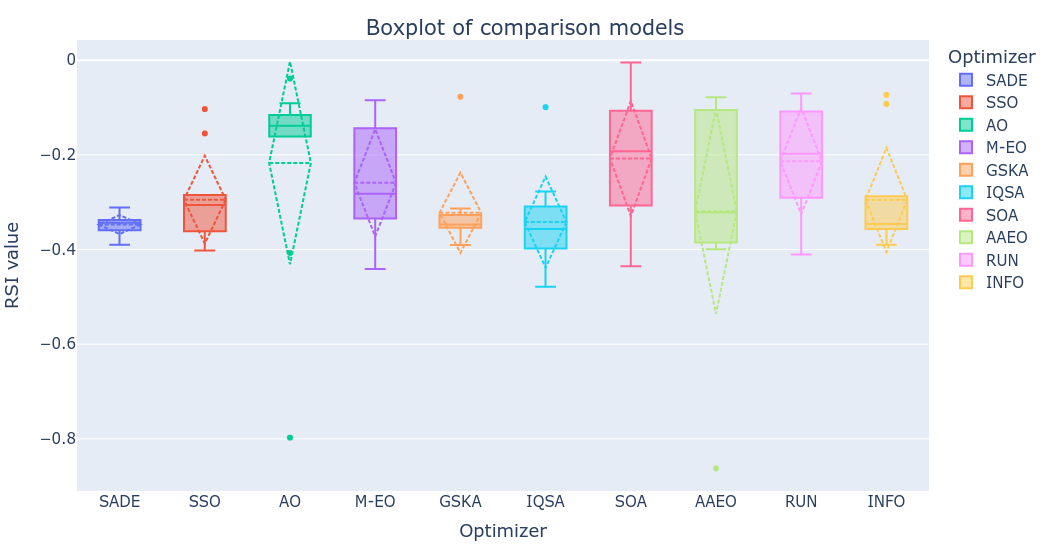 Boxplot of comparison models
RSI value
0
−0.2
−0.4
−0.6
−0.8
SADE
SSO
AO
M-EO
GSKA
IQSA
SOA
AAEO
RUN
INFO
Optimizer
Optimizer
SADE
SSO
AO
M-EO
GSKA
IQSA
SOA
AAEO
RUN
INFO